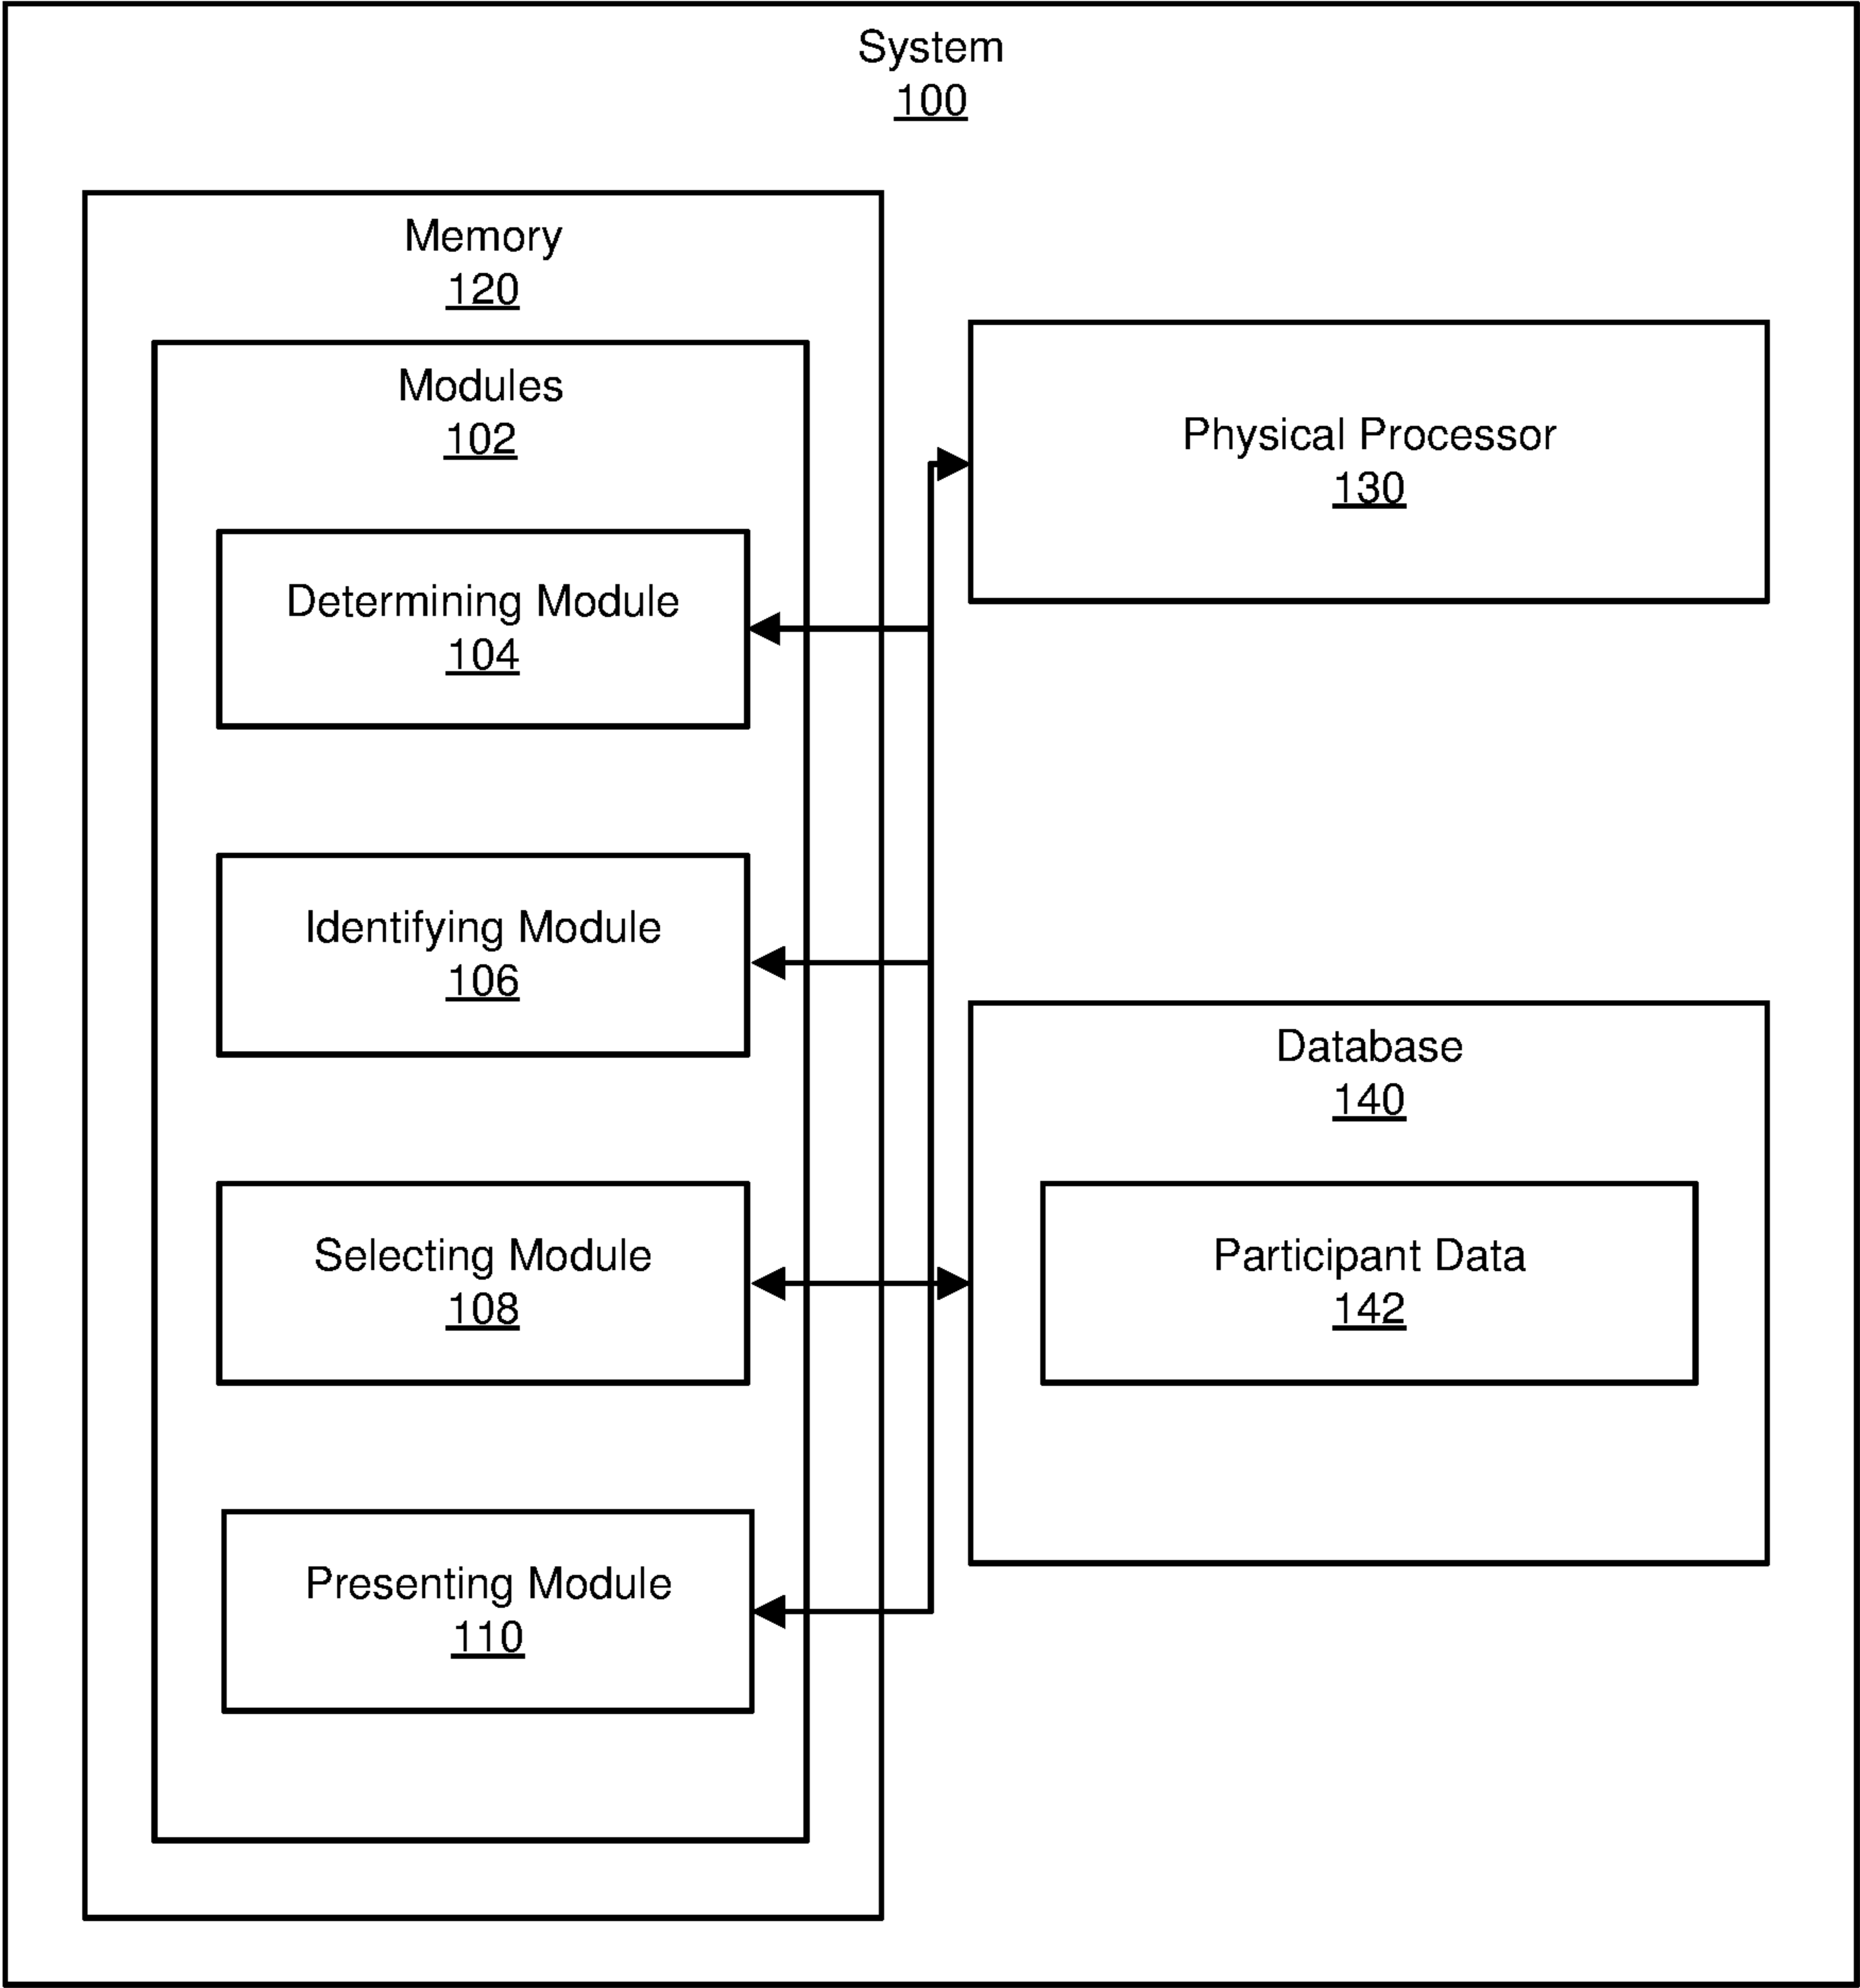 System
100
Memory
120
Modules
102
Determining Module
104
Identifying Module
106
Selecting Module
108
Presenting Module
110
Physical Processor
130
Database
140
Participant Data
142